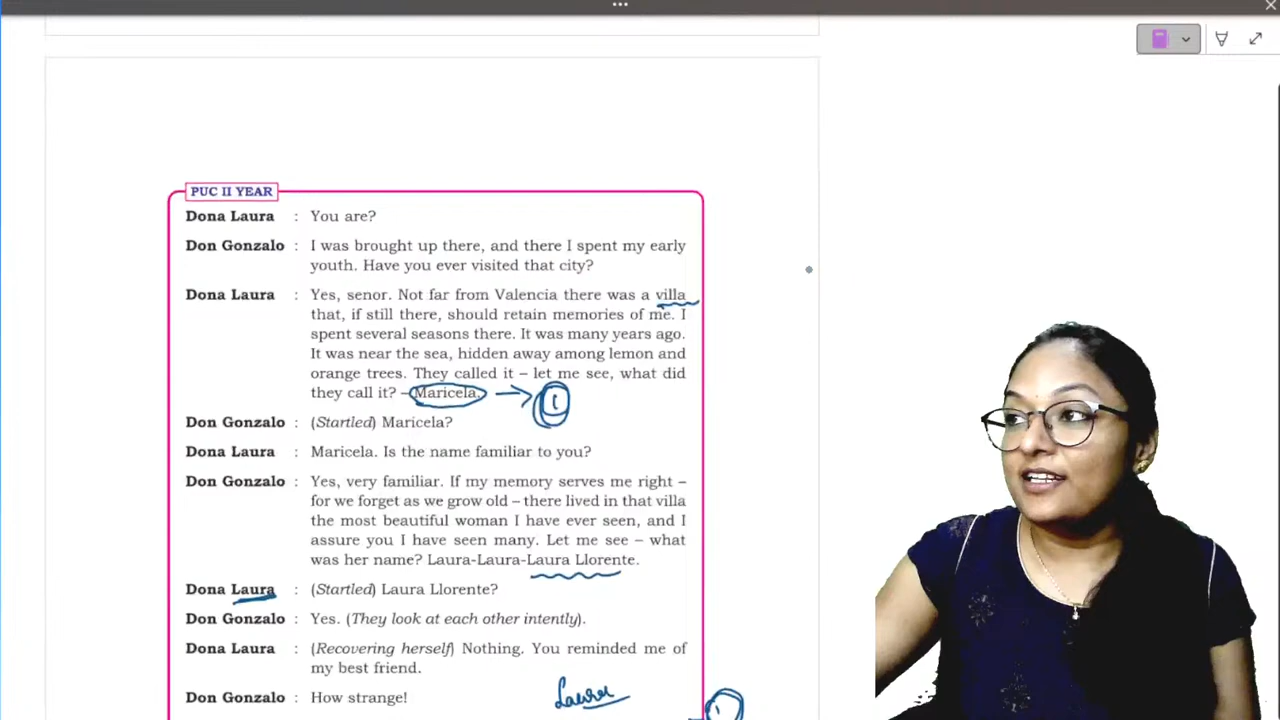 PUC II YEAR
Dona Laura : You are?
Don Gonzalo : I was brought up there, and there I spent my early
youth. Have you ever visited that city?
Dona Laura : Yes, senor. Not far from Valencia there was a villa
that, if still there, should retain memories of me. I
spent several seasons there. It was many years ago.
It was near the sea, hidden away among lemon and
orange trees. They called it – let me see, what did
they call it? – Maricela. → 1
Don Gonzalo : (Startled) Maricela?
Dona Laura : Maricela. Is the name familiar to you?
Don Gonzalo : Yes, very familiar. If my memory serves me right –
for we forget as we grow old – there lived in that villa
the most beautiful woman I have ever seen, and I
assure you I have seen many. Let me see – what
was her name? Laura-Laura-Laura Llorente.
Dona Laura : (Startled) Laura Llorente?
Don Gonzalo : Yes. (They look at each other intently).
Dona Laura : (Recovering herself) Nothing. You reminded me of
my best friend.
Don Gonzalo : How strange!
Laura
1